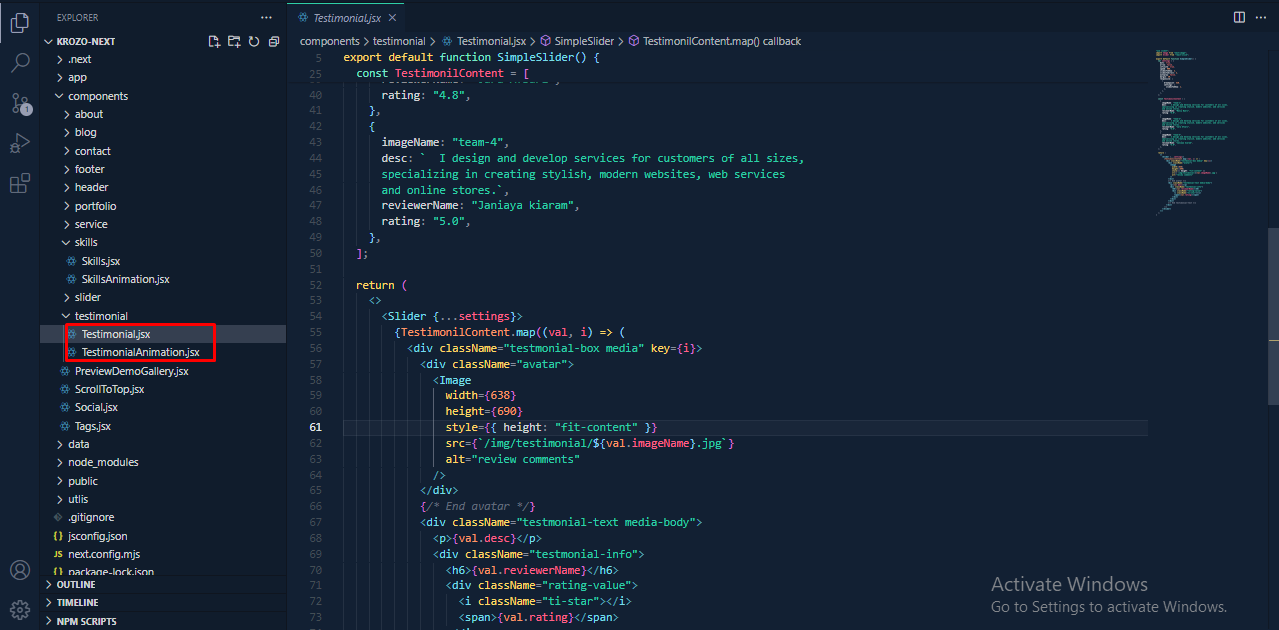 EXPLORER
KROZO-NEXT
.next
app
components
about
blog
contact
footer
header
portfolio
service
skills
Skills.jsx
SkillsAnimation.jsx
slider
testimonial
Testimonial.jsx
TestimonialAnimation.jsx
PreviewDemoGallery.jsx
ScrollToTop.jsx
Social.jsx
Tags.jsx
data
node_modules
public
utlis
.gitignore
{} jsconfig.json
JS next.config.mjs
{} package-lock.json
OUTLINE
TIMELINE
NPM SCRIPTS
1
Testimonial.jsx
components > testimonial > Testimonial.jsx > SimpleSlider > TestimonilContent.map() callback
5 export default function SimpleSlider() {
25 const TestimonilContent = [
40 rating: "4.8",
41 },
42 {
43 imageName: "team-4",
44 desc: `  I design and develop services for customers of all sizes,
45 specializing in creating stylish, modern websites, web services
46 and online stores.`,
47 reviewerName: "Janiaya kiaram",
48 rating: "5.0",
49 },
50 ];
51
52 return (
53 <>
54 <Slider {...settings}>
55 {TestimonilContent.map((val, i) => (
56 <div className="testmonial-box media" key={i}>
57 <div className="avatar">
58 <Image
59 width={638}
60 height={690}
61 style={{ height: "fit-content" }}
62 src={`/img/testimonial/${val.imageName}.jpg`}
63 alt="review comments"
64 />
65 </div>
66 {/* End avatar */}
67 <div className="testmonial-text media-body">
68 <p>{val.desc}</p>
69 <div className="testmonial-info">
70 <h6>{val.reviewerName}</h6>
71 <div className="rating-value">
72 <i className="ti-star"></i>
73 <span>{val.rating}</span>
Activate Windows
Go to Settings to activate Windows.